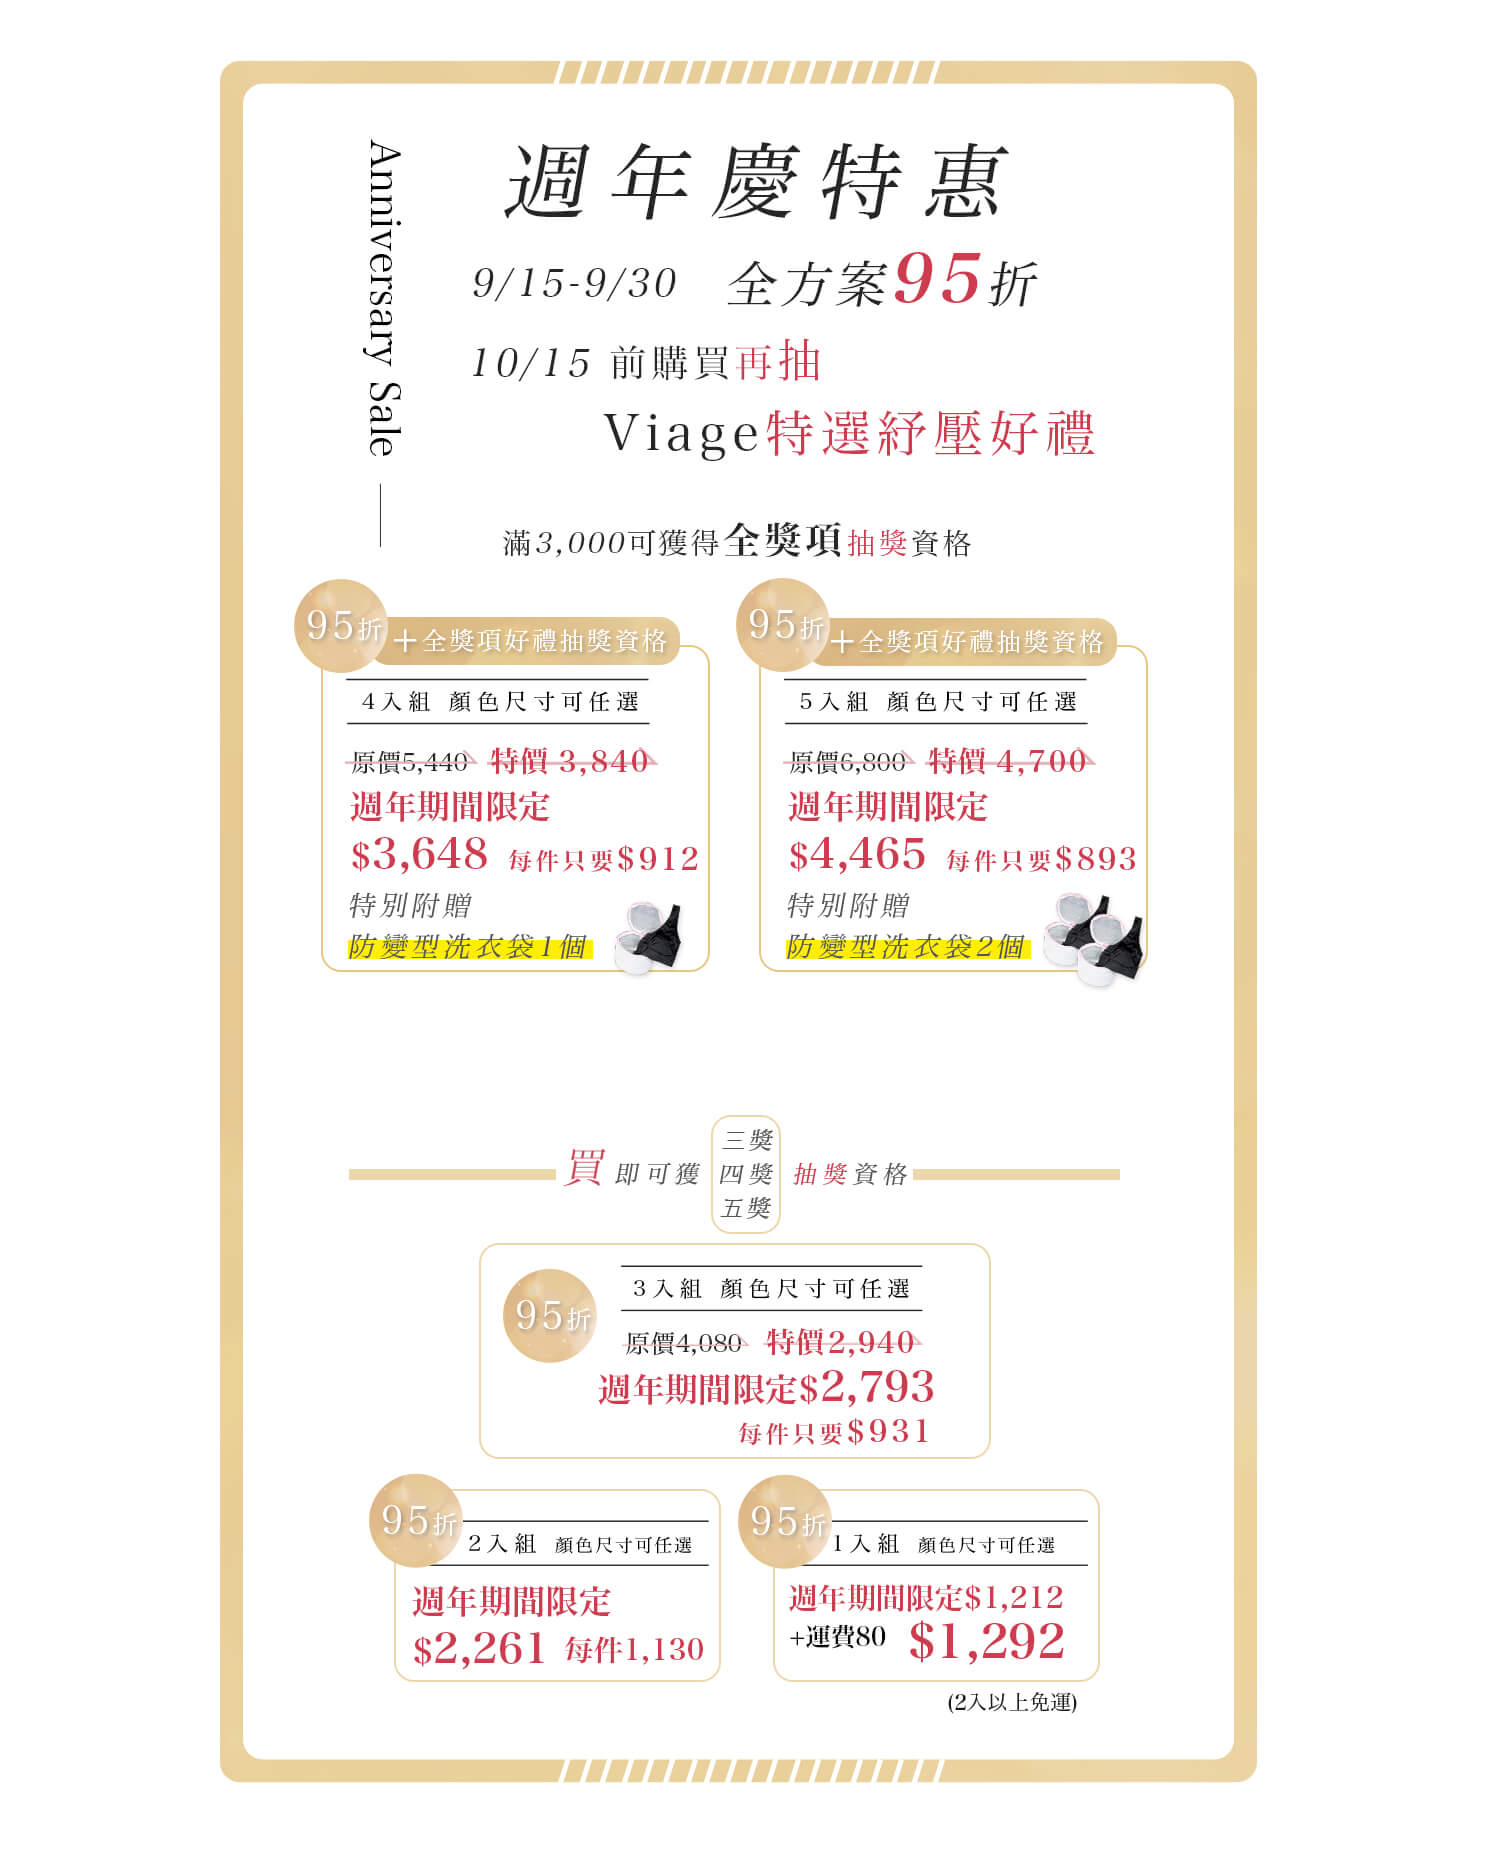 Anniversary Sale
週年慶特惠
9/15-9/30 全方案95折
10/15 前購買再抽
Viage特選紓壓好禮
滿3,000可獲得全獎項抽獎資格
95折
+全獎項好禮抽獎資格
4入組 顏色尺寸可任選
原價5,440 特價 3,840
週年期間限定
$3,648 每件只要$912
特別附贈
防變型洗衣袋1個
95折
+全獎項好禮抽獎資格
5入組 顏色尺寸可任選
原價6,800 特價 4,700
週年期間限定
$4,465 每件只要$893
特別附贈
防變型洗衣袋2個
三獎
買即可獲 四獎 抽獎資格
五獎
95折
3入組 顏色尺寸可任選
原價4,080 特價2,940
週年期間限定$2,793
每件只要$931
95折
2入組 顏色尺寸可任選
週年期間限定
$2,261 每件1,130
95折
1入組 顏色尺寸可任選
週年期間限定$1,212
+運費80 $1,292
(2入以上免運)